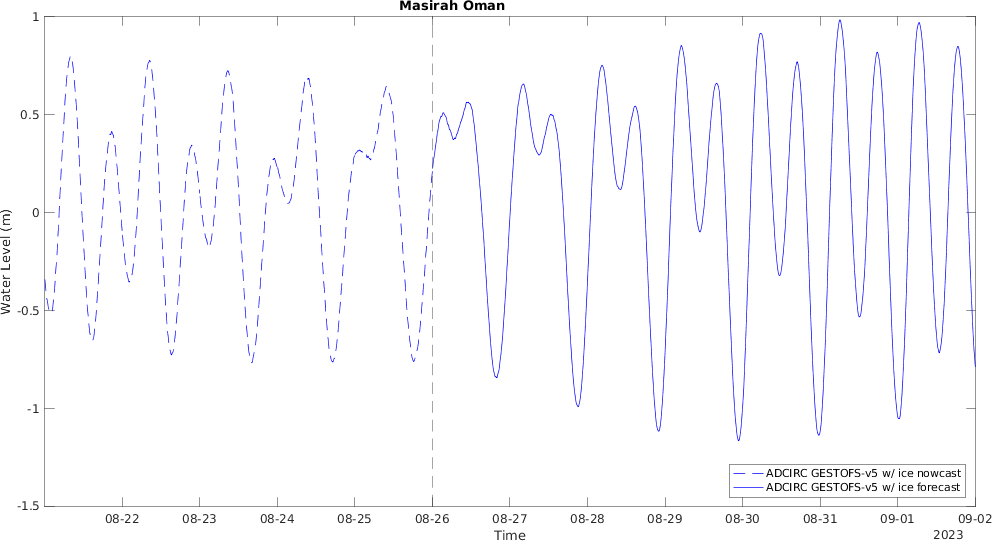 Masirah Oman
1
0.5
0
-0.5
-1
-1.5
Water Level (m)
ADCIRC GESTOFS-v5 w/ ice nowcast
ADCIRC GESTOFS-v5 w/ ice forecast
08-22 08-23 08-24 08-25 08-26 08-27 08-28 08-29 08-30 08-31 09-01 09-02
Time
2023